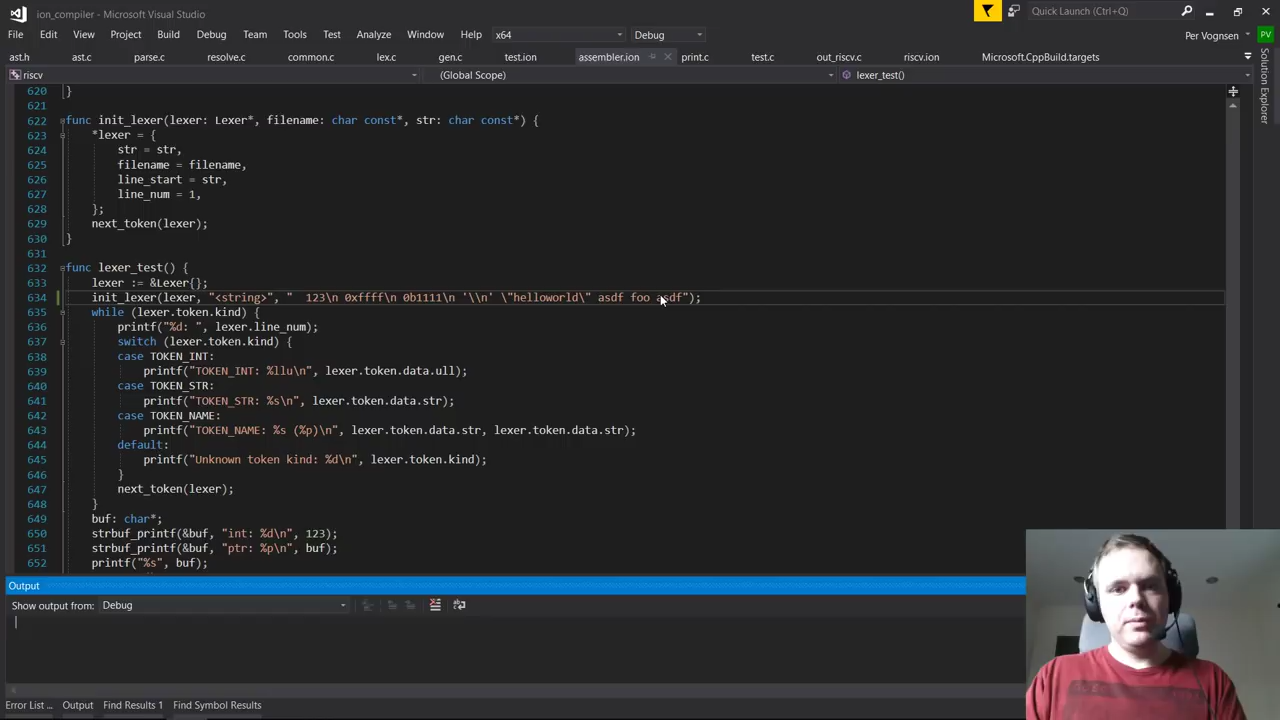 ion_compiler - Microsoft Visual Studio
Quick Launch (Ctrl+Q)
File Edit View Project Build Debug Team Tools Test Analyze Window Help x64 Debug Per Vognsen PV
ast.h ast.c parse.c resolve.c common.c lex.c gen.c test.ion assembler.ion print.c test.c out_riscv.c riscv.ion Microsoft.CppBuild.targets
riscv (Global Scope) lexer_test()
Solution Explorer
620 }
621
622 func init_lexer(lexer: Lexer*, filename: char const*, str: char const*) {
623 *lexer = {
624 str = str,
625 filename = filename,
626 line_start = str,
627 line_num = 1,
628 };
629 next_token(lexer);
630 }
631
632 func lexer_test() {
633 lexer := &Lexer{};
634 init_lexer(lexer, "<string>", "  123\n 0xffff\n 0b1111\n '\\n' \"helloworld\" asdf foo asdf");
635 while (lexer.token.kind) {
636 printf("%d: ", lexer.line_num);
637 switch (lexer.token.kind) {
638 case TOKEN_INT:
639 printf("TOKEN_INT: %llu\n", lexer.token.data.ull);
640 case TOKEN_STR:
641 printf("TOKEN_STR: %s\n", lexer.token.data.str);
642 case TOKEN_NAME:
643 printf("TOKEN_NAME: %s (%p)\n", lexer.token.data.str, lexer.token.data.str);
644 default:
645 printf("Unknown token kind: %d\n", lexer.token.kind);
646 }
647 next_token(lexer);
648 }
649 buf: char*;
650 strbuf_printf(&buf, "int: %d\n", 123);
651 strbuf_printf(&buf, "ptr: %p\n", buf);
652 printf("%s", buf);
Output
Show output from: Debug
Error List ... Output Find Results 1 Find Symbol Results